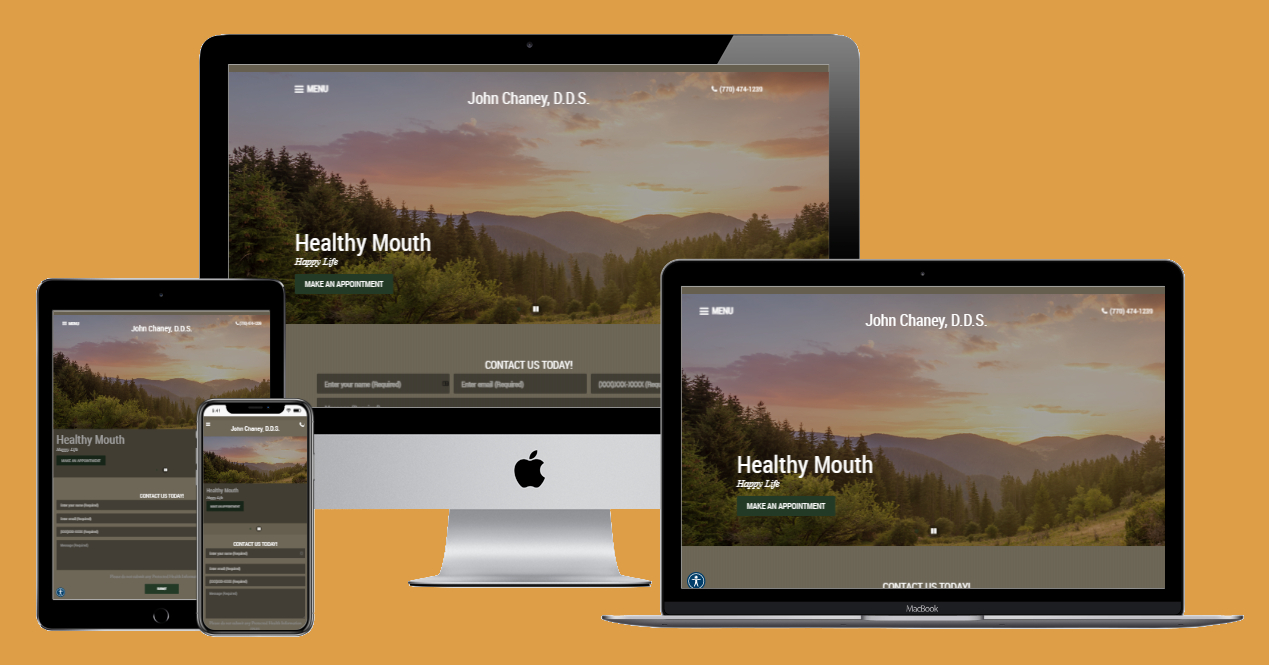 MENU
John Chaney, D.D.S.
(770) 474-1239
Healthy Mouth
Happy Life
MAKE AN APPOINTMENT
CONTACT US TODAY!
Enter your name (Required)
Enter email (Required)
(XXX)XXX-XXXX (Requ
MENU
John Chaney, D.D.S.
(770) 474-1239
Healthy Mouth
Happy Life
MAKE AN APPOINTMENT
CONTACT US TODAY!
MacBook
MENU
John Chaney, D.D.S.
Healthy Mouth
Happy Life
MAKE AN APPOINTMENT
CONTACT US TODAY!
Enter your name (Required)
Enter email (Required)
(XXX)XXX-XXXX (Required)
Message (Required)
SUBMIT
9:41
John Chaney, D.D.S.
Healthy Mouth
Happy Life
MAKE AN APPOINTMENT
CONTACT US TODAY!
Enter your name (Required)
Enter email (Required)
(XXX)XXX-XXXX (Required)
Message (Required)